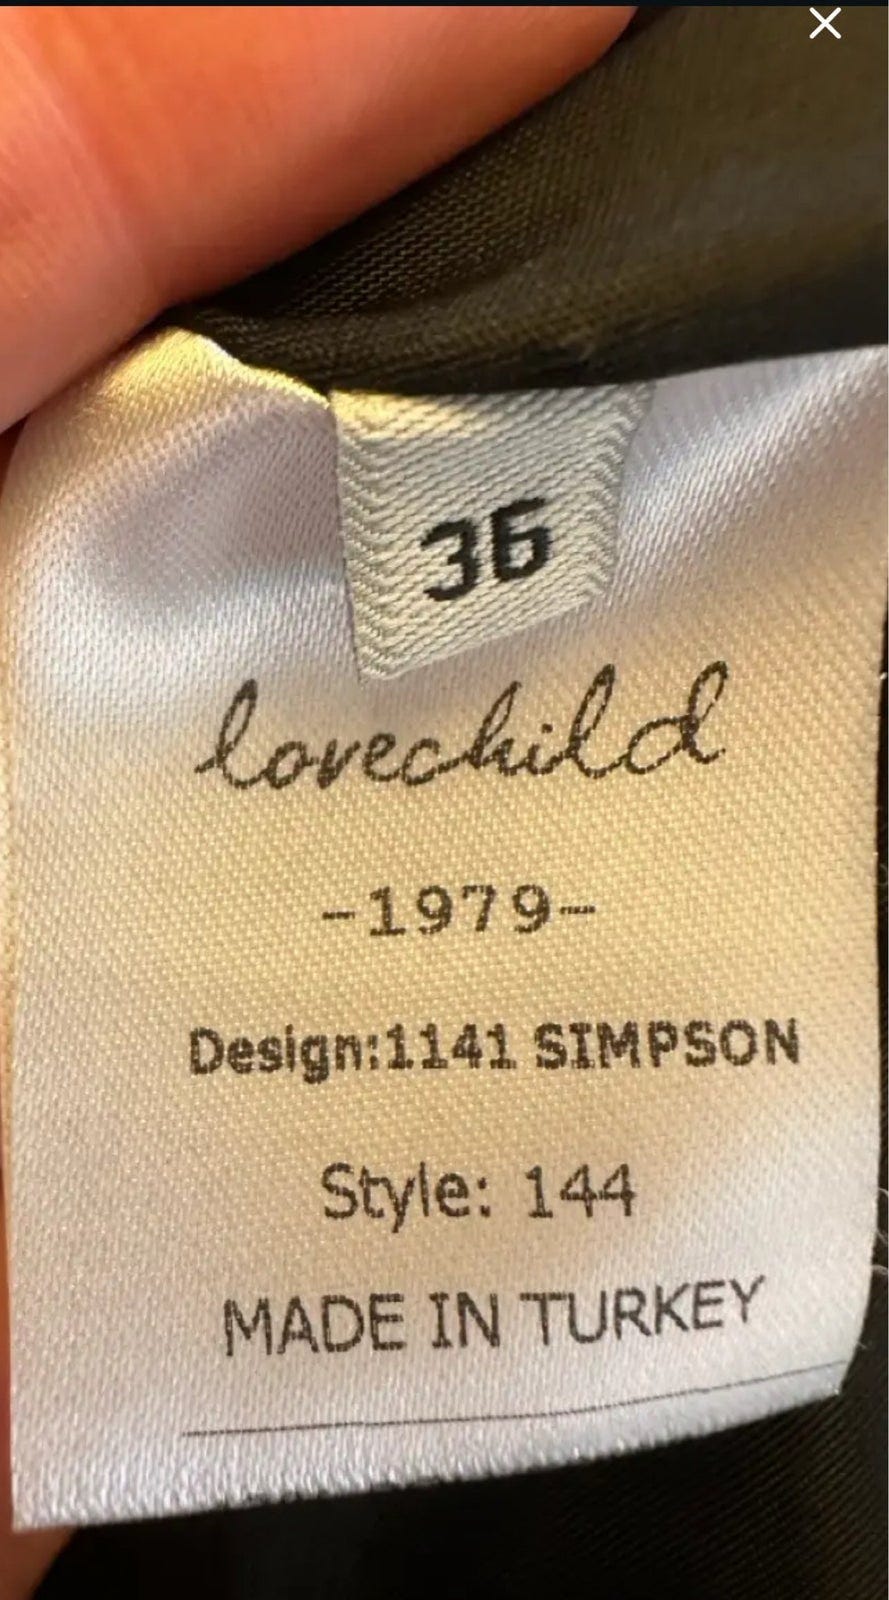 36
lovechild
-1979-
Design:1141 SIMPSON
Style: 144
MADE IN TURKEY